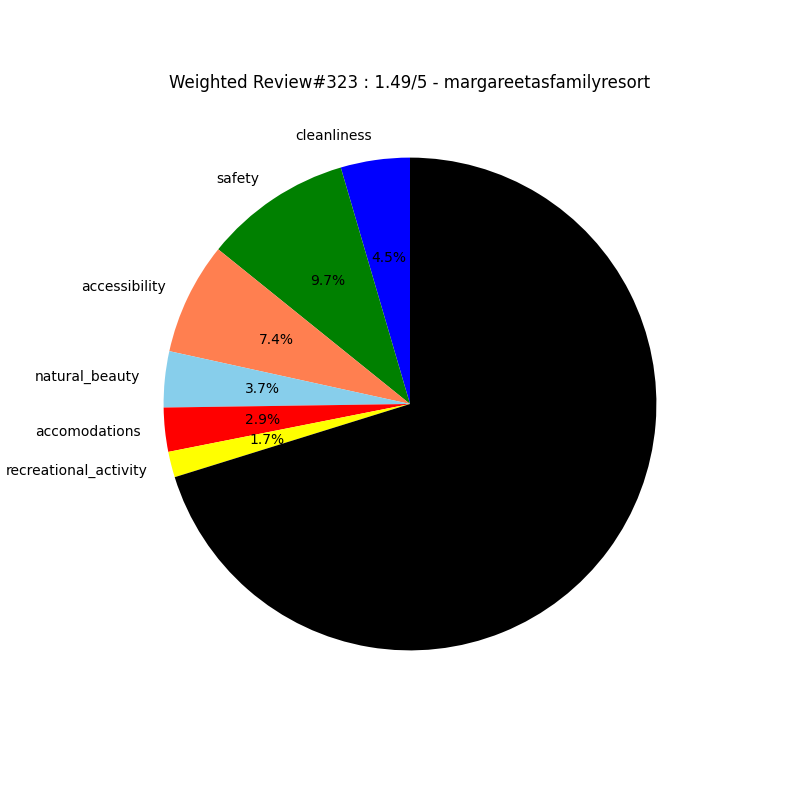 Weighted Review#323 : 1.49/5 - margareetasfamilyresort
cleanliness
safety
4.5%
9.7%
accessibility
7.4%
natural_beauty
3.7%
2.9%
accomodations
1.7%
recreational_activity